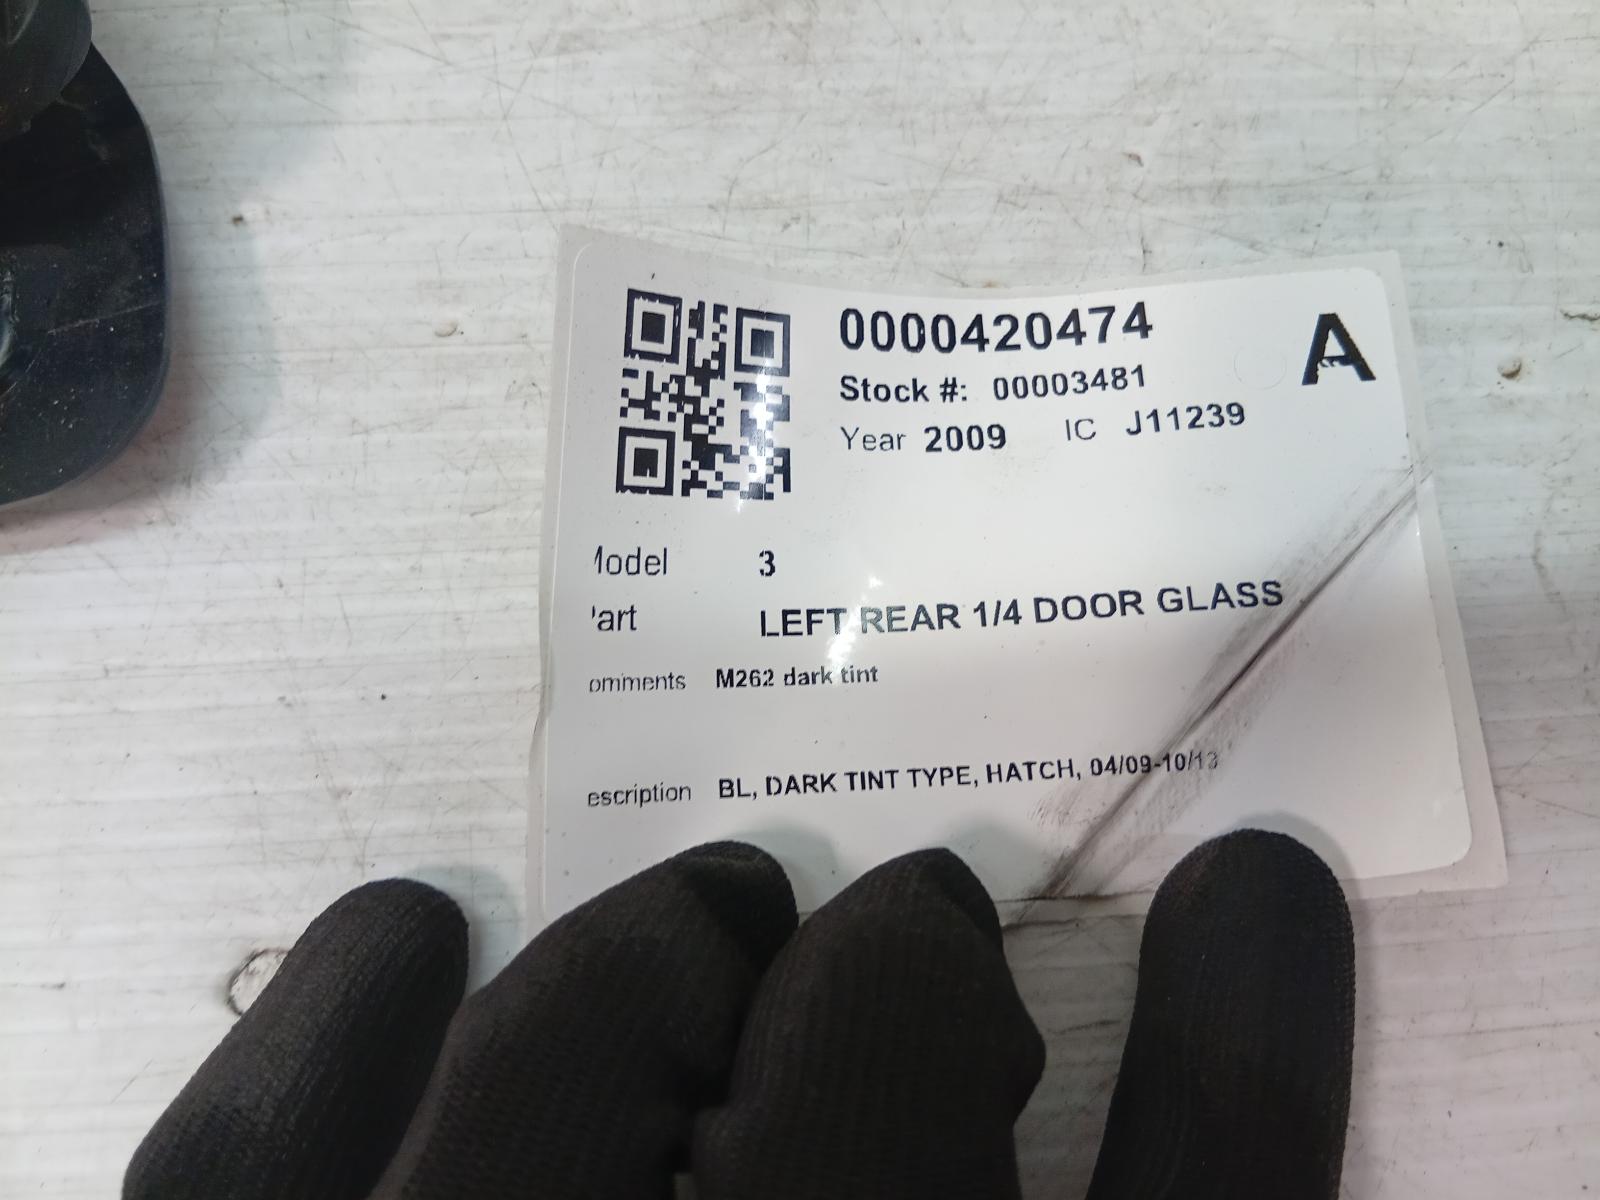 0000420474 A
Stock #: 00003481
Year 2009 IC J11239
Model 3
Part LEFT REAR 1/4 DOOR GLASS
omments M262 dark tint
escription BL, DARK TINT TYPE, HATCH, 04/09-10/13